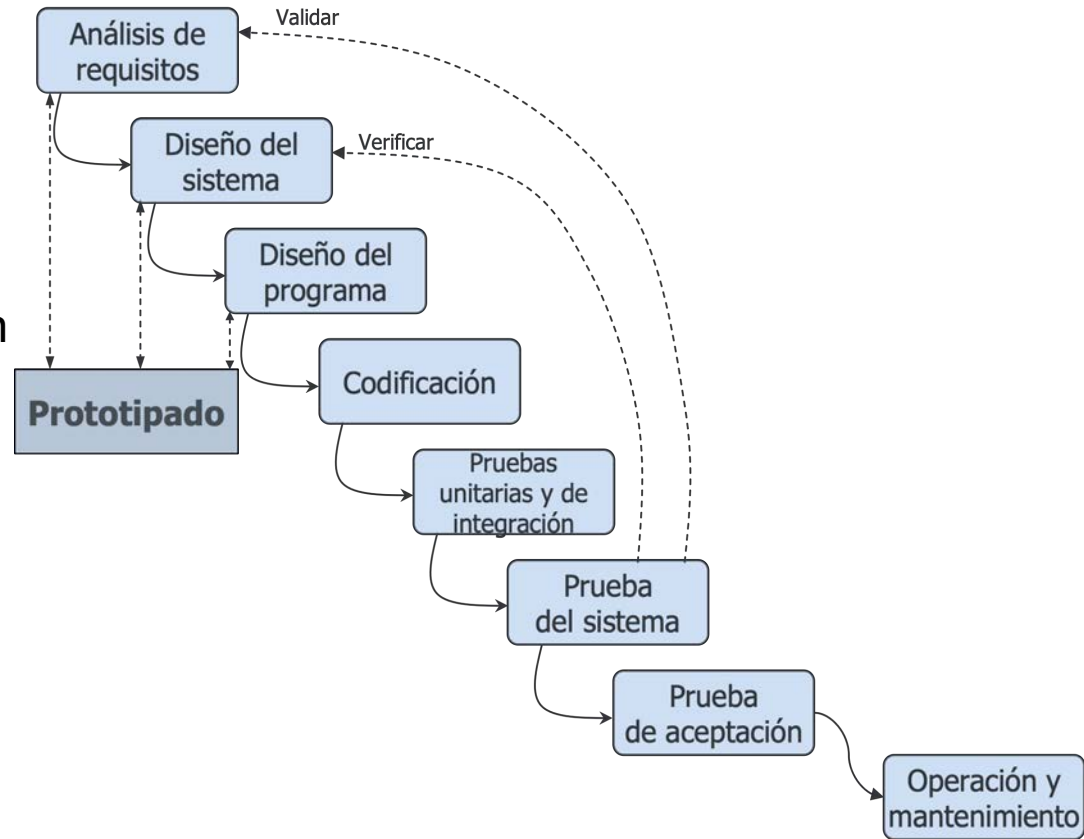 Validar
Análisis de
requisitos
Verificar
Diseño del
sistema
Diseño del
programa
n
Prototipado
Codificación
Pruebas
unitarias y de
integración
Prueba
del sistema
Prueba
de aceptación
Operación y
mantenimiento